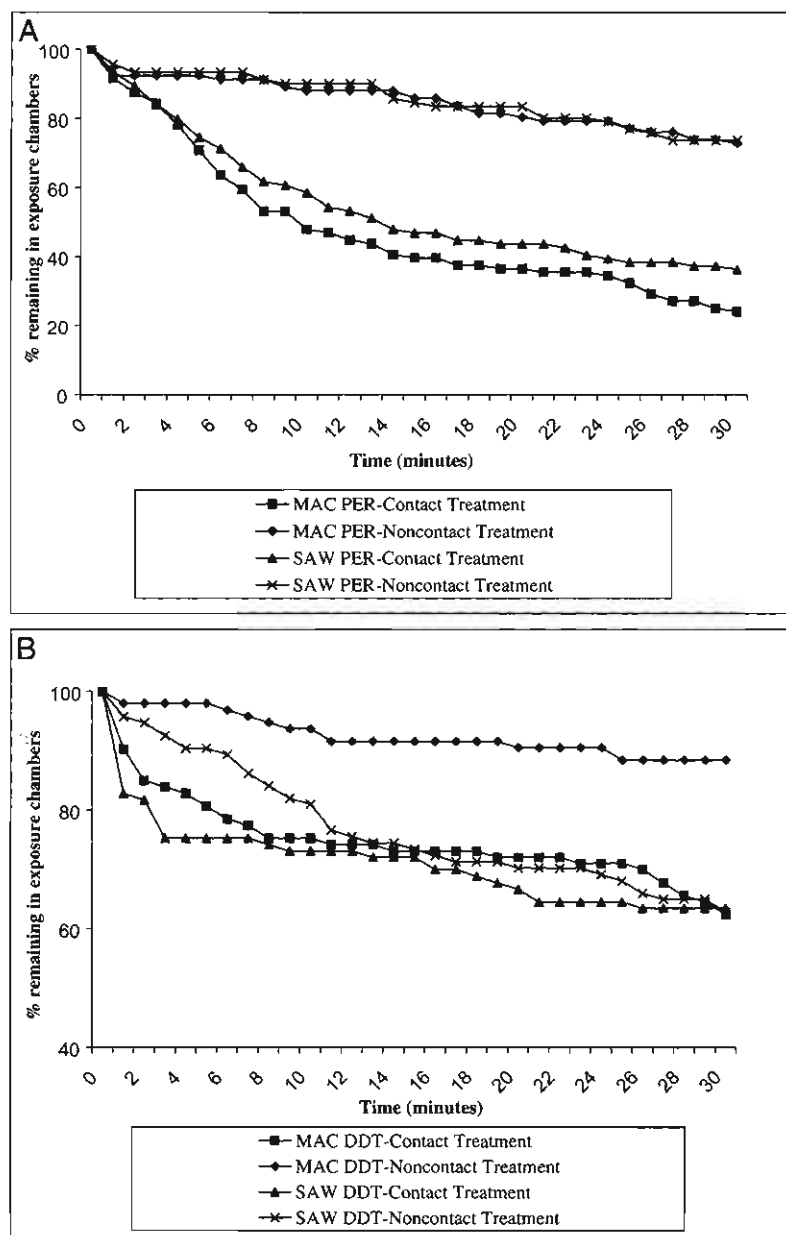 A
% remaining in exposure chambers
100
80
60
40
20
0
0 2 4 6 8 10 12 14 16 18 20 22 24 26 28 30
Time (minutes)
MAC PER-Contact Treatment
MAC PER-Noncontact Treatment
SAW PER-Contact Treatment
SAW PER-Noncontact Treatment
B
% remaining in exposure chambers
100
80
60
40
0 2 4 6 8 10 12 14 16 18 20 22 24 26 28 30
Time (minutes)
MAC DDT-Contact Treatment
MAC DDT-Noncontact Treatment
SAW DDT-Contact Treatment
SAW DDT-Noncontact Treatment